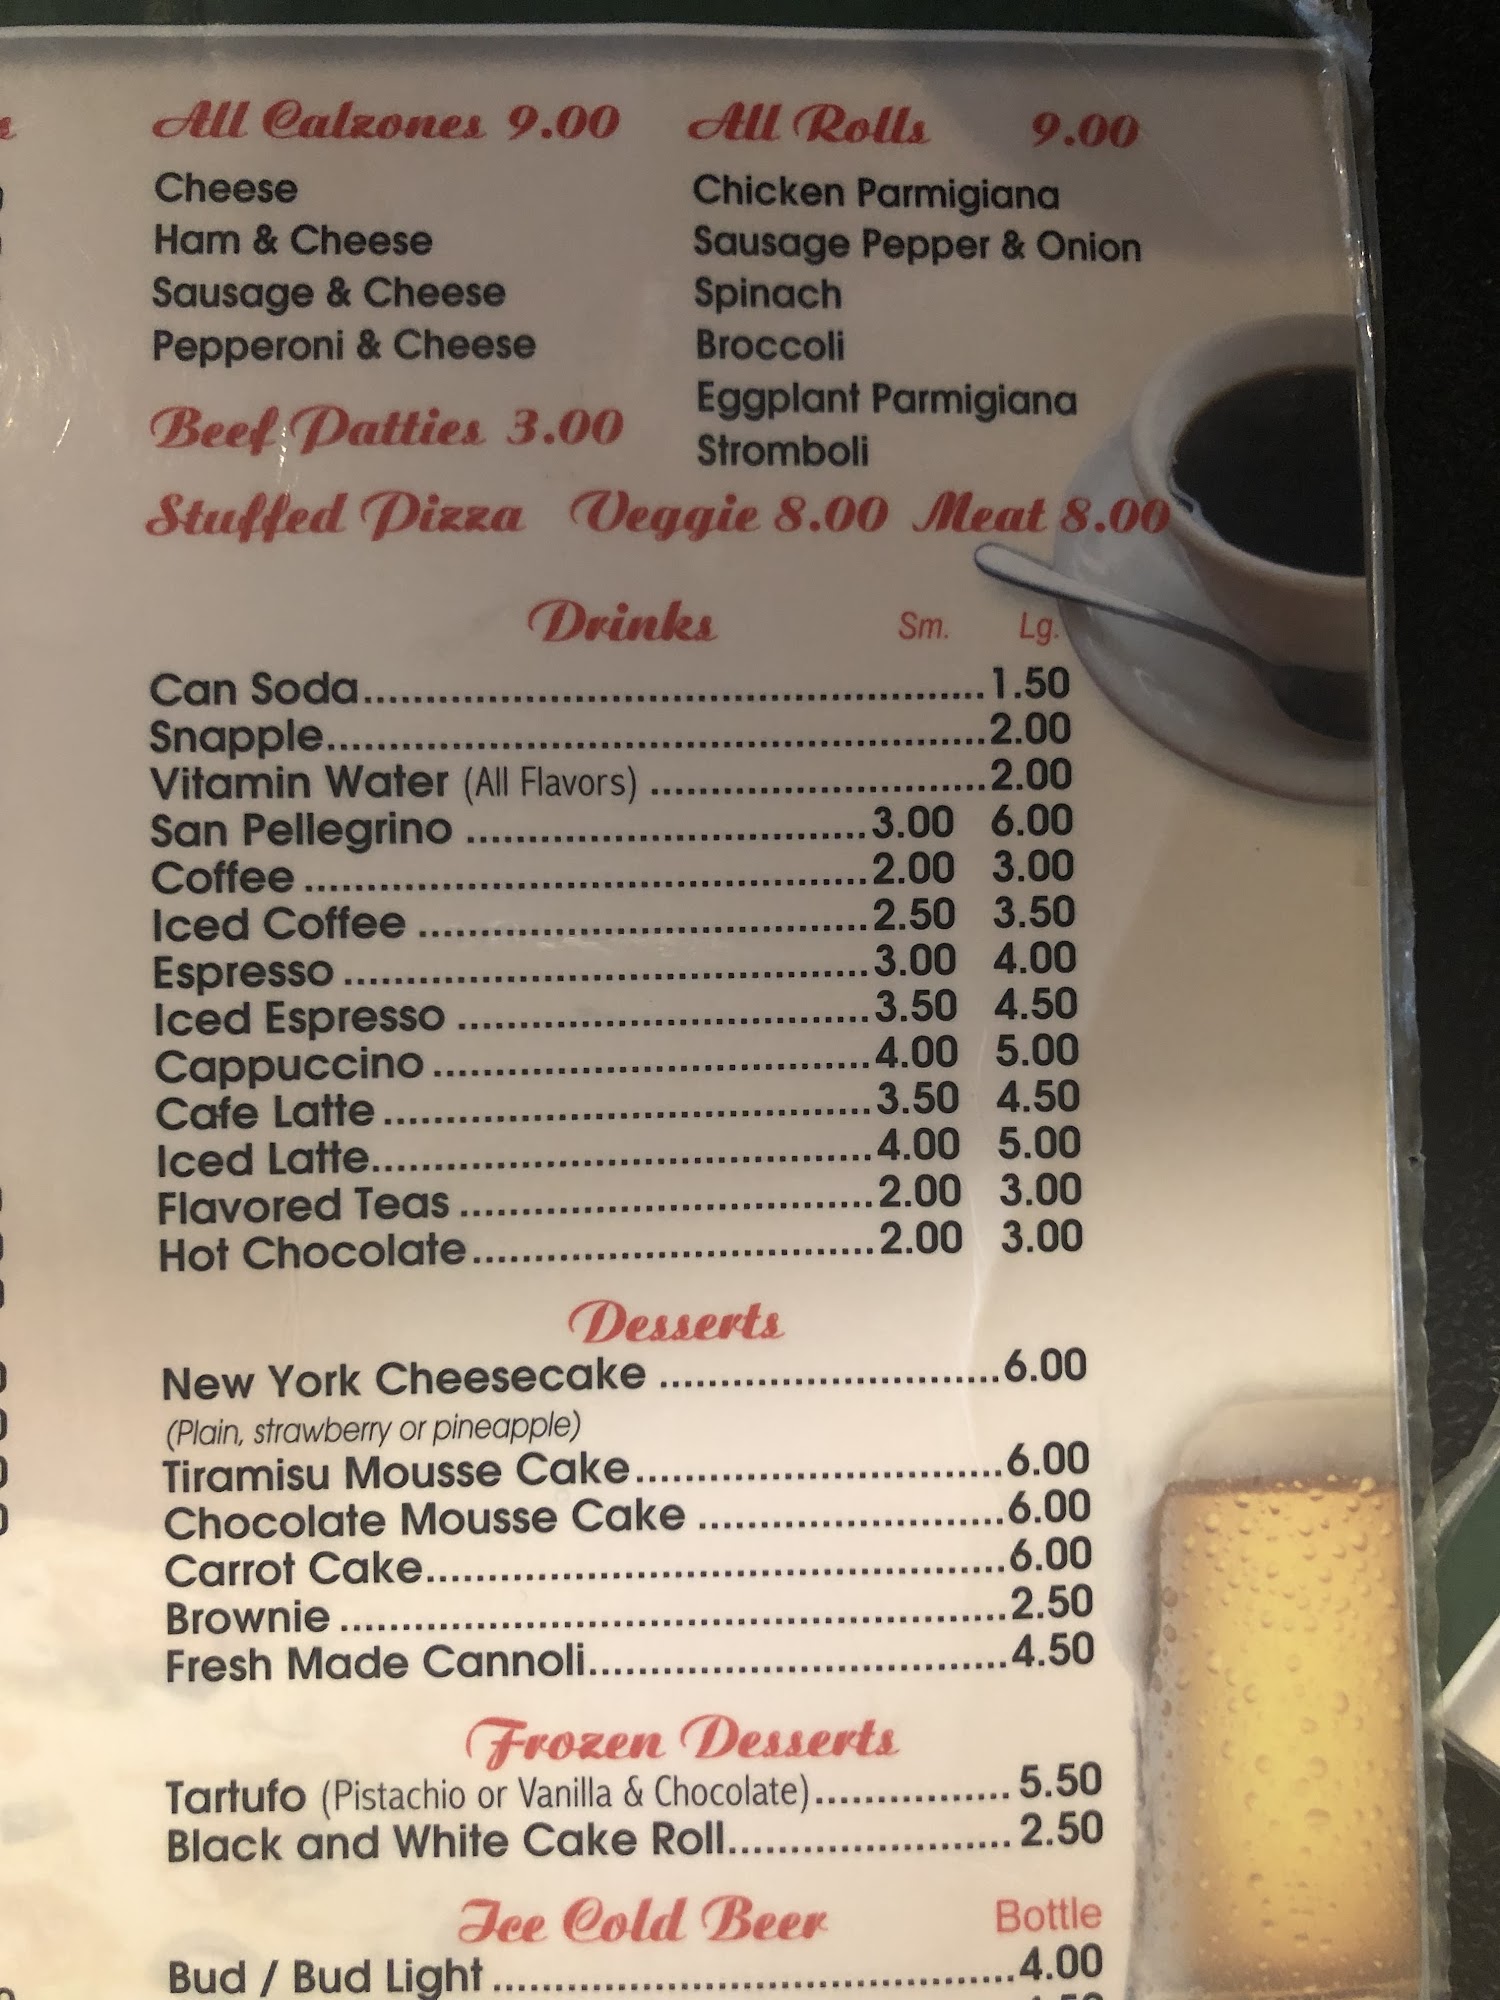 All Calzones 9.00
Cheese
Ham & Cheese
Sausage & Cheese
Pepperoni & Cheese
Beef Patties 3.00
All Rolls 9.00
Chicken Parmigiana
Sausage Pepper & Onion
Spinach
Broccoli
Eggplant Parmigiana
Stromboli
Stuffed Pizza Veggie 8.00 Meat 8.00
Drinks Sm. Lg.
Can Soda 1.50
Snapple 2.00
Vitamin Water (All Flavors) 2.00
San Pellegrino 3.00 6.00
Coffee 2.00 3.00
Iced Coffee 2.50 3.50
Espresso 3.00 4.00
Iced Espresso 3.50 4.50
Cappuccino 4.00 5.00
Cafe Latte 3.50 4.50
Iced Latte 4.00 5.00
Flavored Teas 2.00 3.00
Hot Chocolate 2.00 3.00
Desserts
New York Cheesecake 6.00
(Plain, strawberry or pineapple)
Tiramisu Mousse Cake 6.00
Chocolate Mousse Cake 6.00
Carrot Cake 6.00
Brownie 2.50
Fresh Made Cannoli 4.50
Frozen Desserts
Tartufo (Pistachio or Vanilla & Chocolate) 5.50
Black and White Cake Roll 2.50
Ice Cold Beer Bottle
Bud / Bud Light 4.00